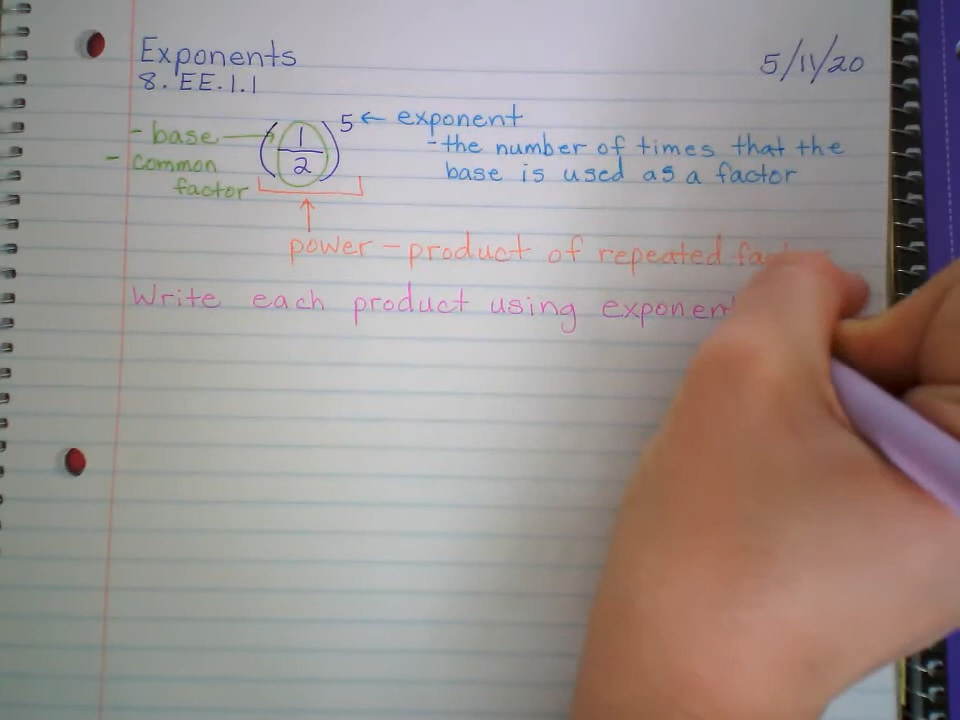 Exponents 5/11/20
8.EE.1.1
- base (1/2)5 ← exponent
- common - the number of times that the
factor base is used as a factor
power - product of repeated
Write each product using